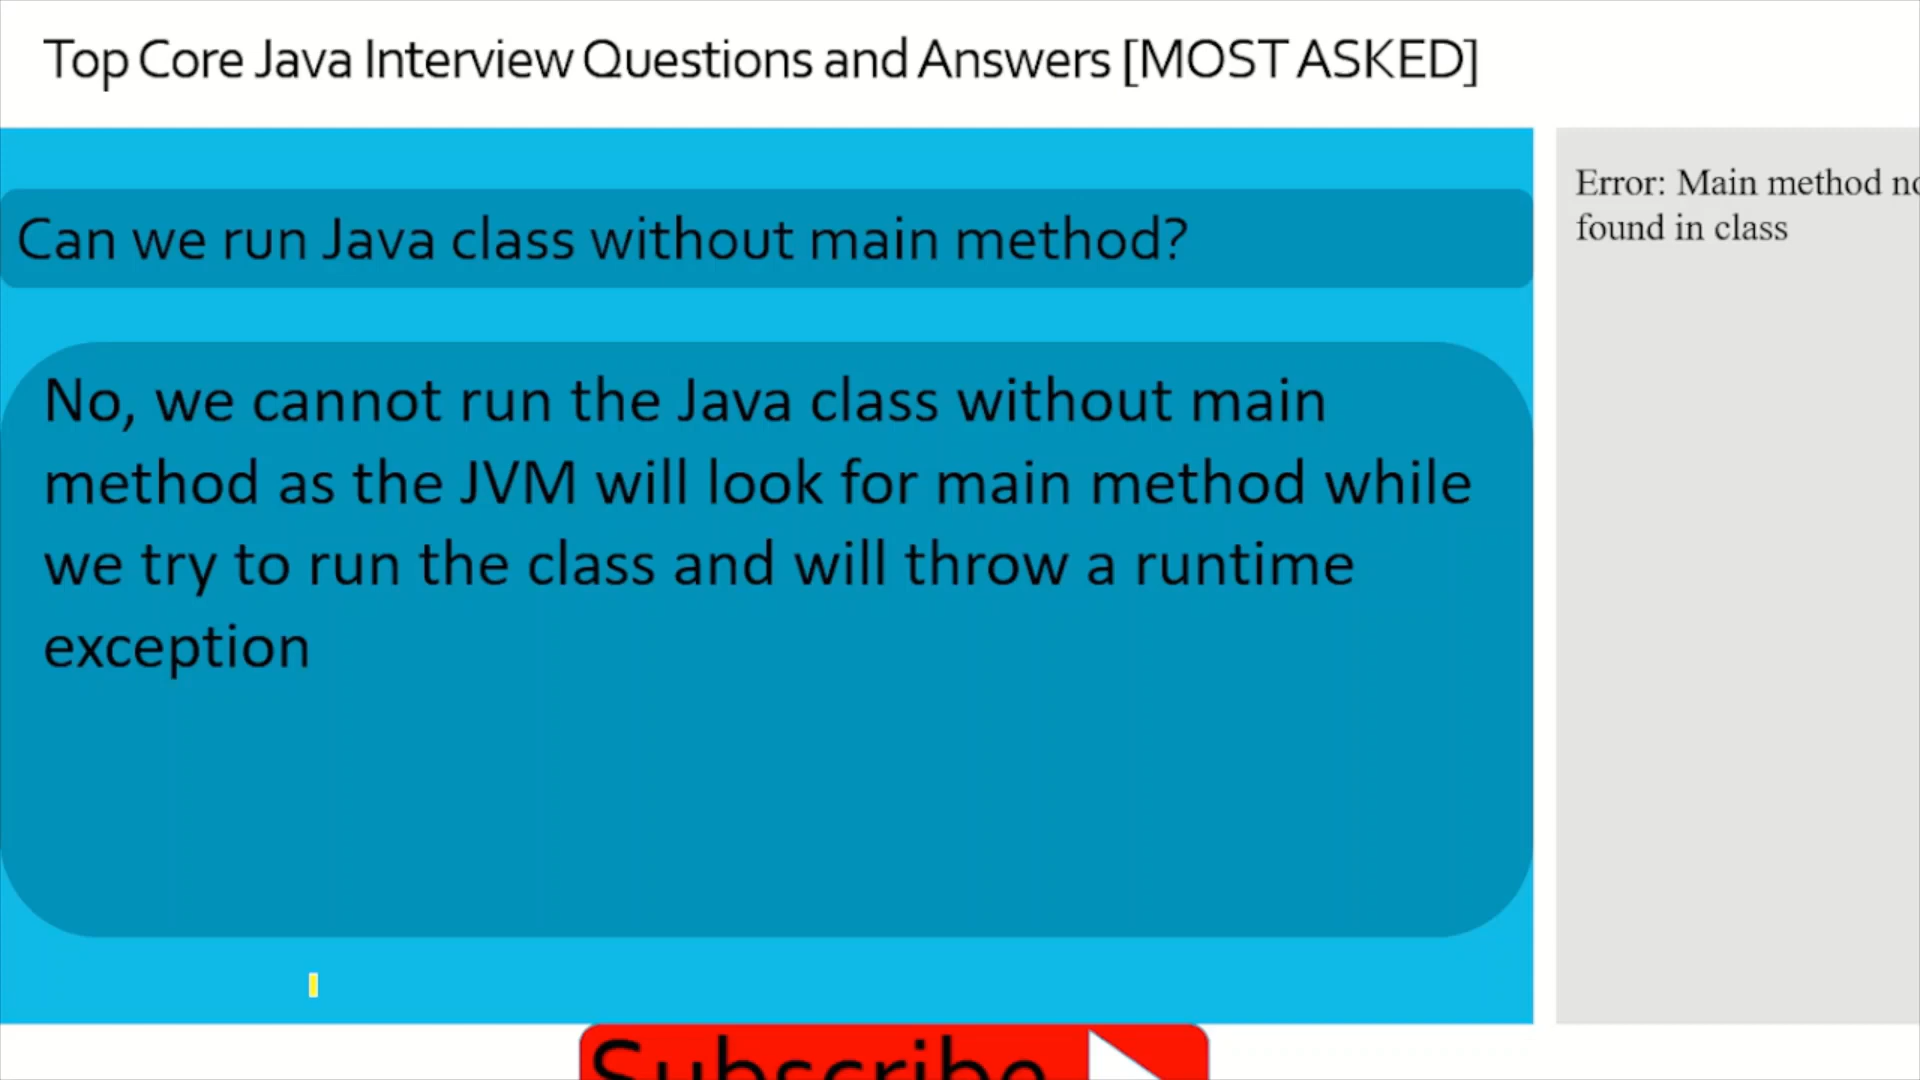 Top Core Java Interview Questions and Answers [MOST ASKED]
Can we run Java class without main method?
No, we cannot run the Java class without main
method as the JVM will look for main method while
we try to run the class and will throw a runtime
exception
Error: Main method
found in class
Subscribe